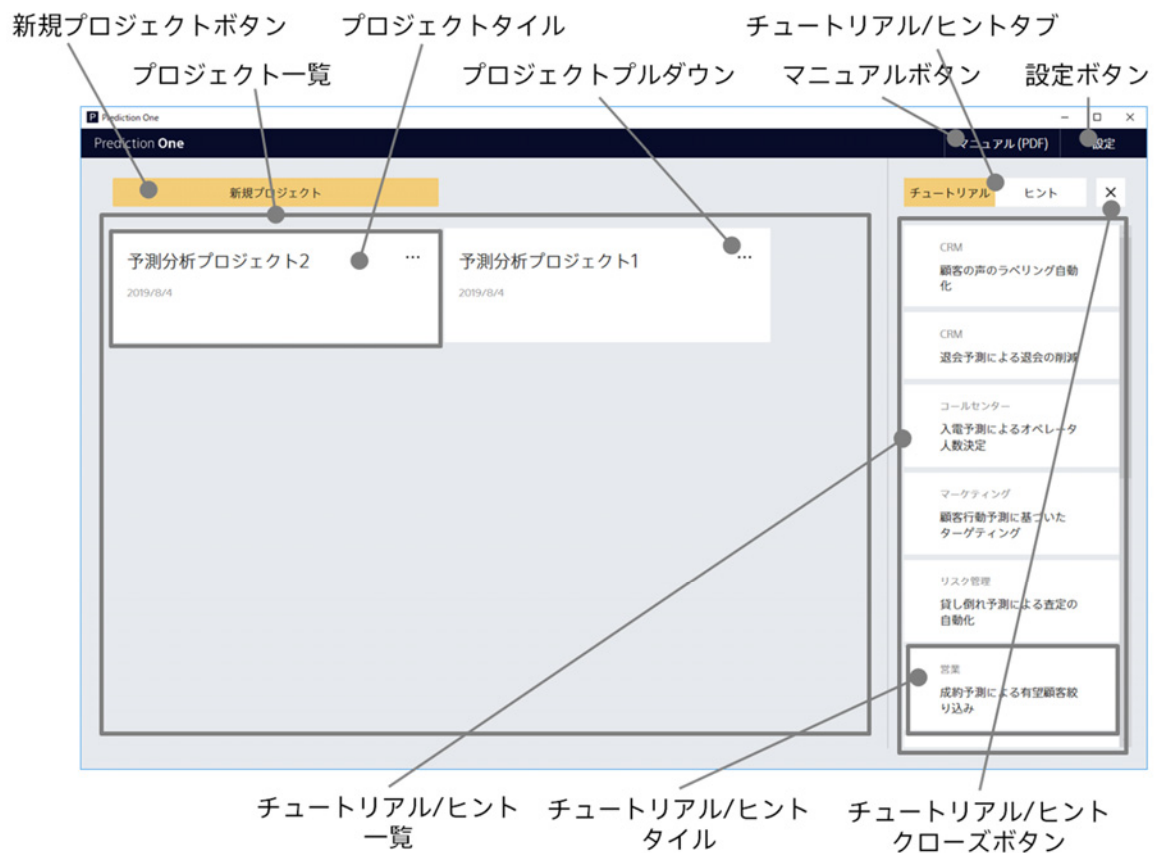 新規プロジェクトボタン
プロジェクトタイル
チュートリアル/ヒントタブ
プロジェクト一覧
プロジェクトプルダウン
マニュアルボタン
設定ボタン
P Prediction One
Prediction One
マニュアル (PDF)
設定
新規プロジェクト
チュートリアル
ヒント
予測分析プロジェクト2
...
2019/8/4
予測分析プロジェクト1
...
2019/8/4
CRM
顧客の声のラベリング自動
化
CRM
退会予測による退会の削減
コールセンター
入電予測によるオペレータ
人数決定
マーケティング
顧客行動予測に基づいた
ターゲティング
リスク管理
貸し倒れ予測による査定の
自動化
営業
成約予測による有望顧客絞
り込み
チュートリアル/ヒント
一覧
チュートリアル/ヒント
タイル
チュートリアル/ヒント
クローズボタン